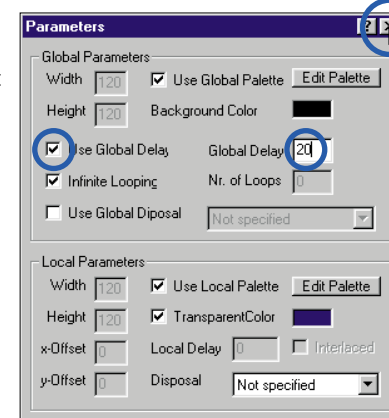 Parameters ? ×
Global Parameters
Width 120 Use Global Palette Edit Palette
Height 120 Background Color
Use Global Delay Global Delay 20
Infinite Looping Nr. of Loops 0
Use Global Diposal Not specified
Local Parameters
Width 120 Use Local Palette Edit Palette
Height 120 TransparentColor
x-Offset 0 Local Delay 0 Interlaced
y-Offset 0 Disposal Not specified